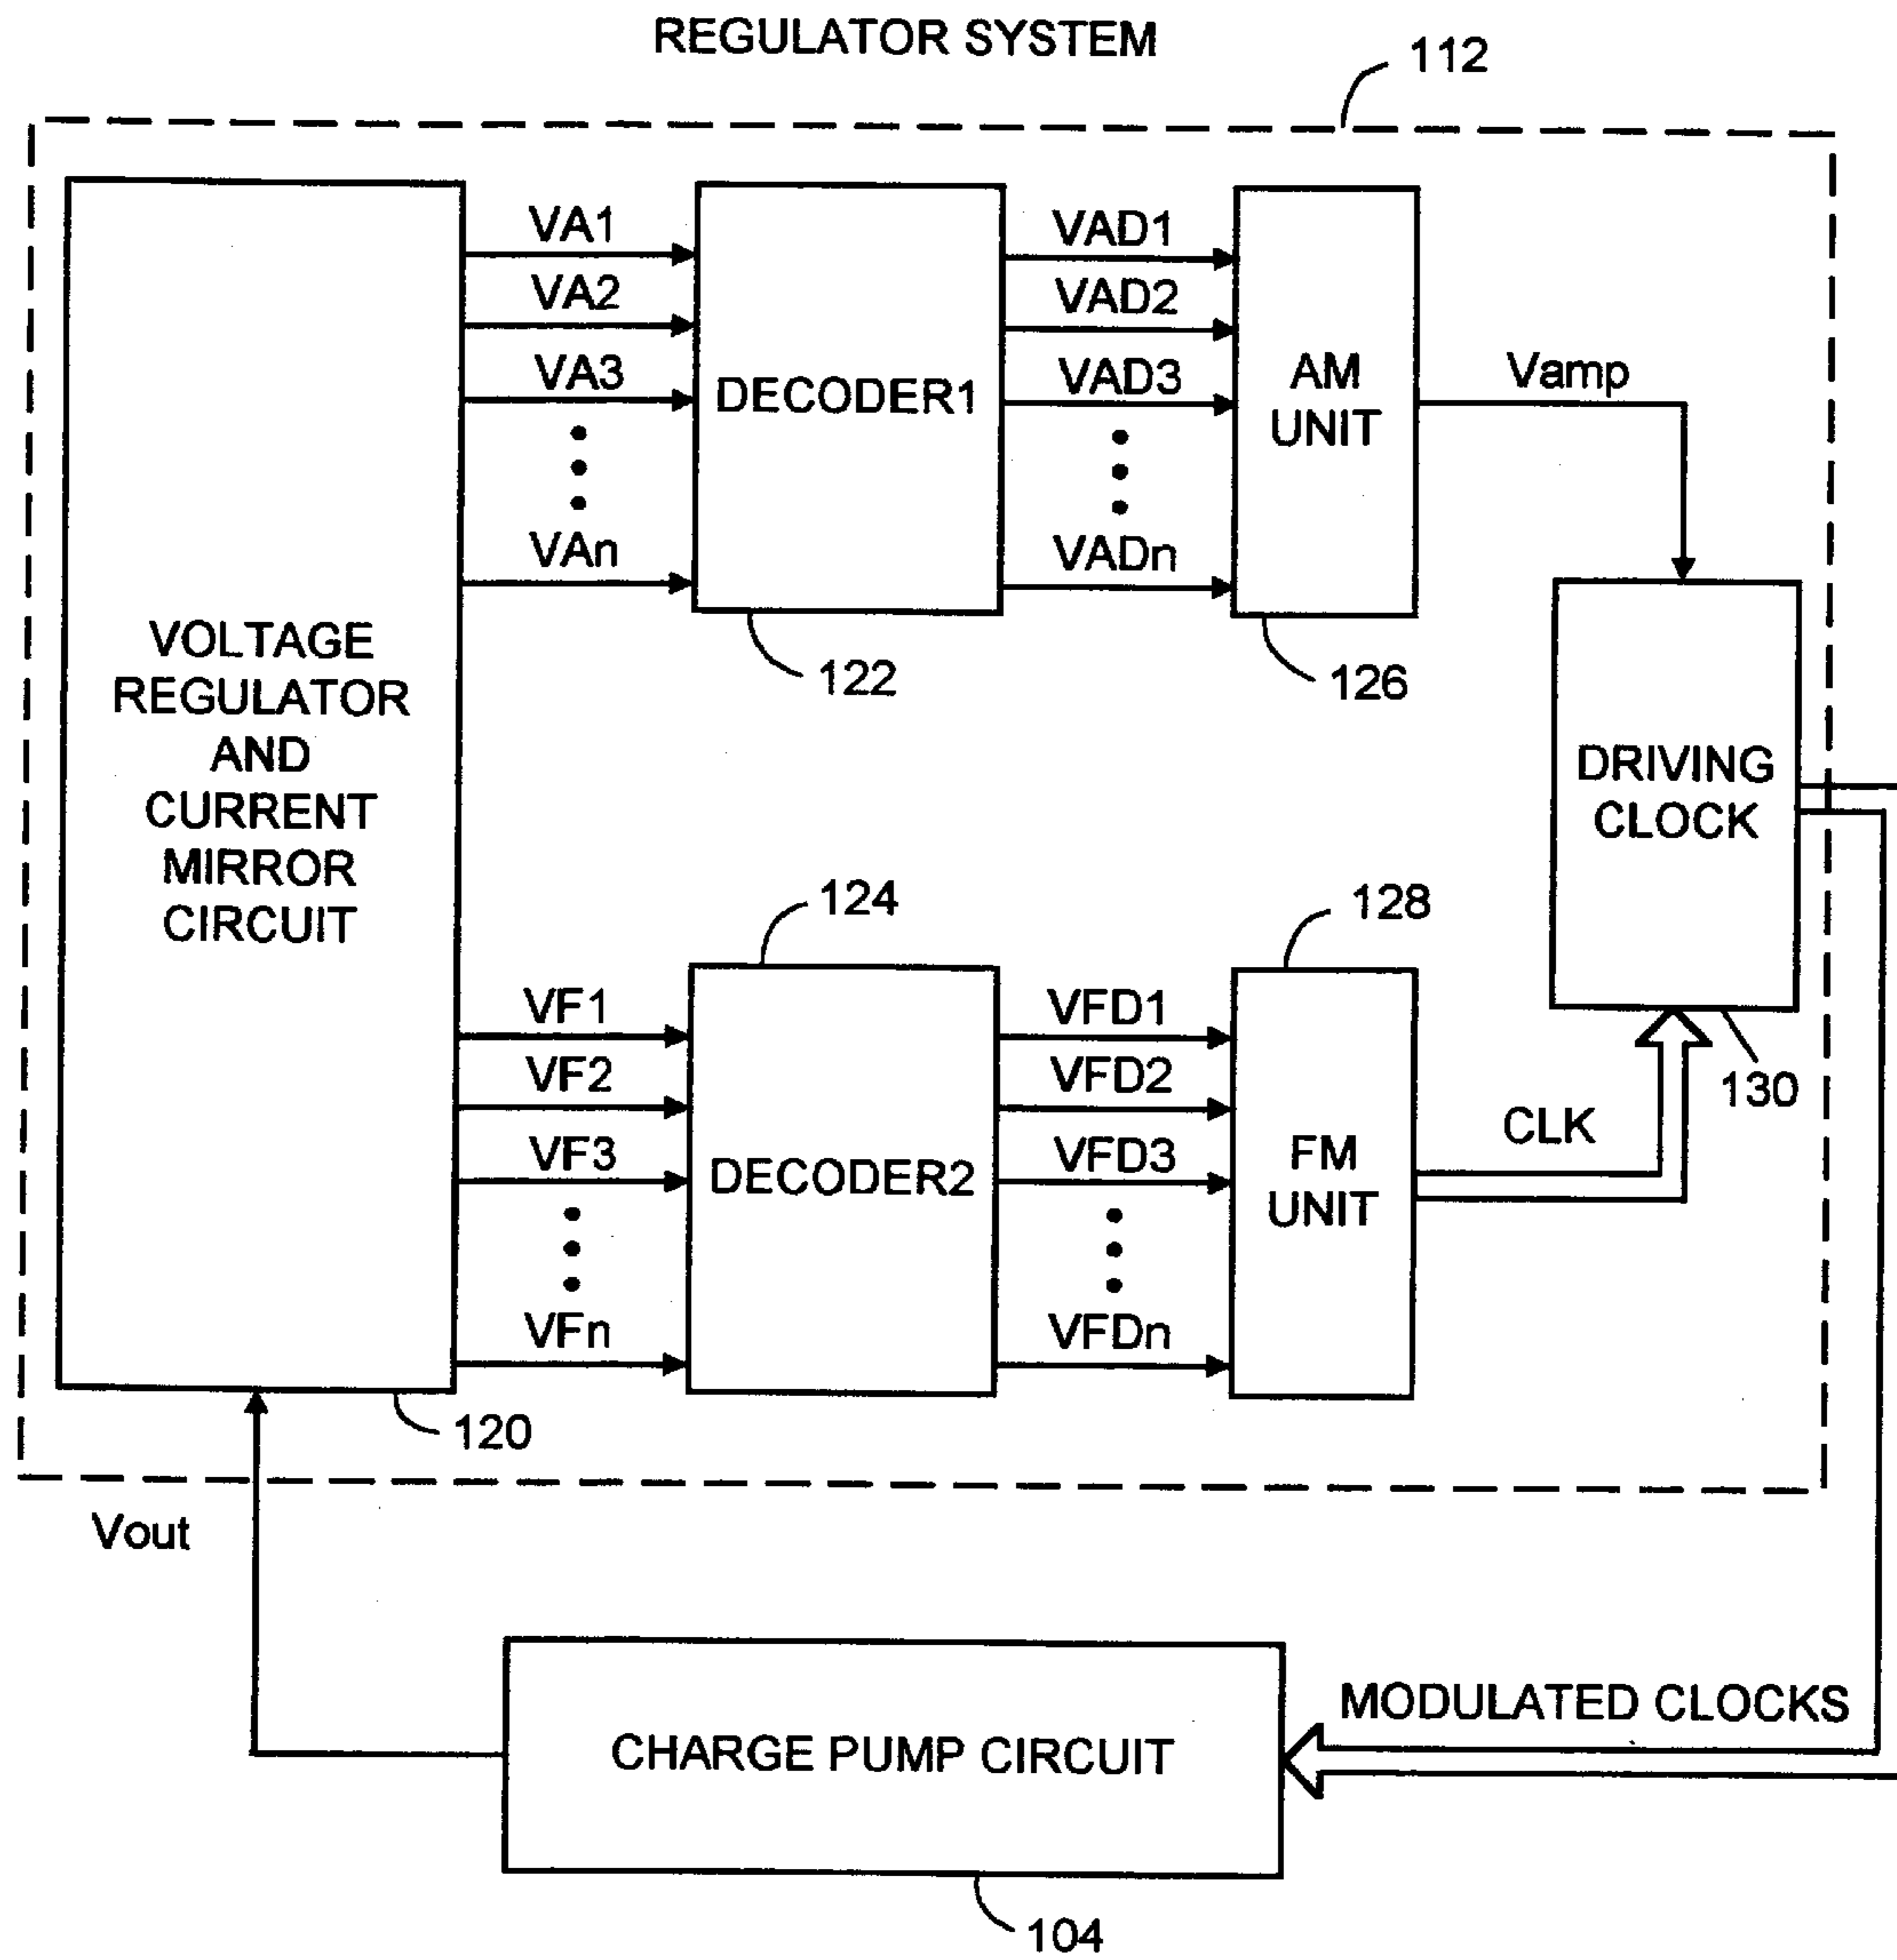 REGULATOR SYSTEM
112
VOLTAGE
REGULATOR
AND
CURRENT
MIRROR
CIRCUIT
120
VA1
VA2
VA3
VAn
DECODER1
122
VAD1
VAD2
VAD3
VADn
AM
UNIT
126
Vamp
DRIVING
CLOCK
130
VF1
VF2
VF3
VFn
124
DECODER2
VFD1
VFD2
VFD3
VFDn
128
FM
UNIT
CLK
Vout
CHARGE PUMP CIRCUIT
104
MODULATED CLOCKS